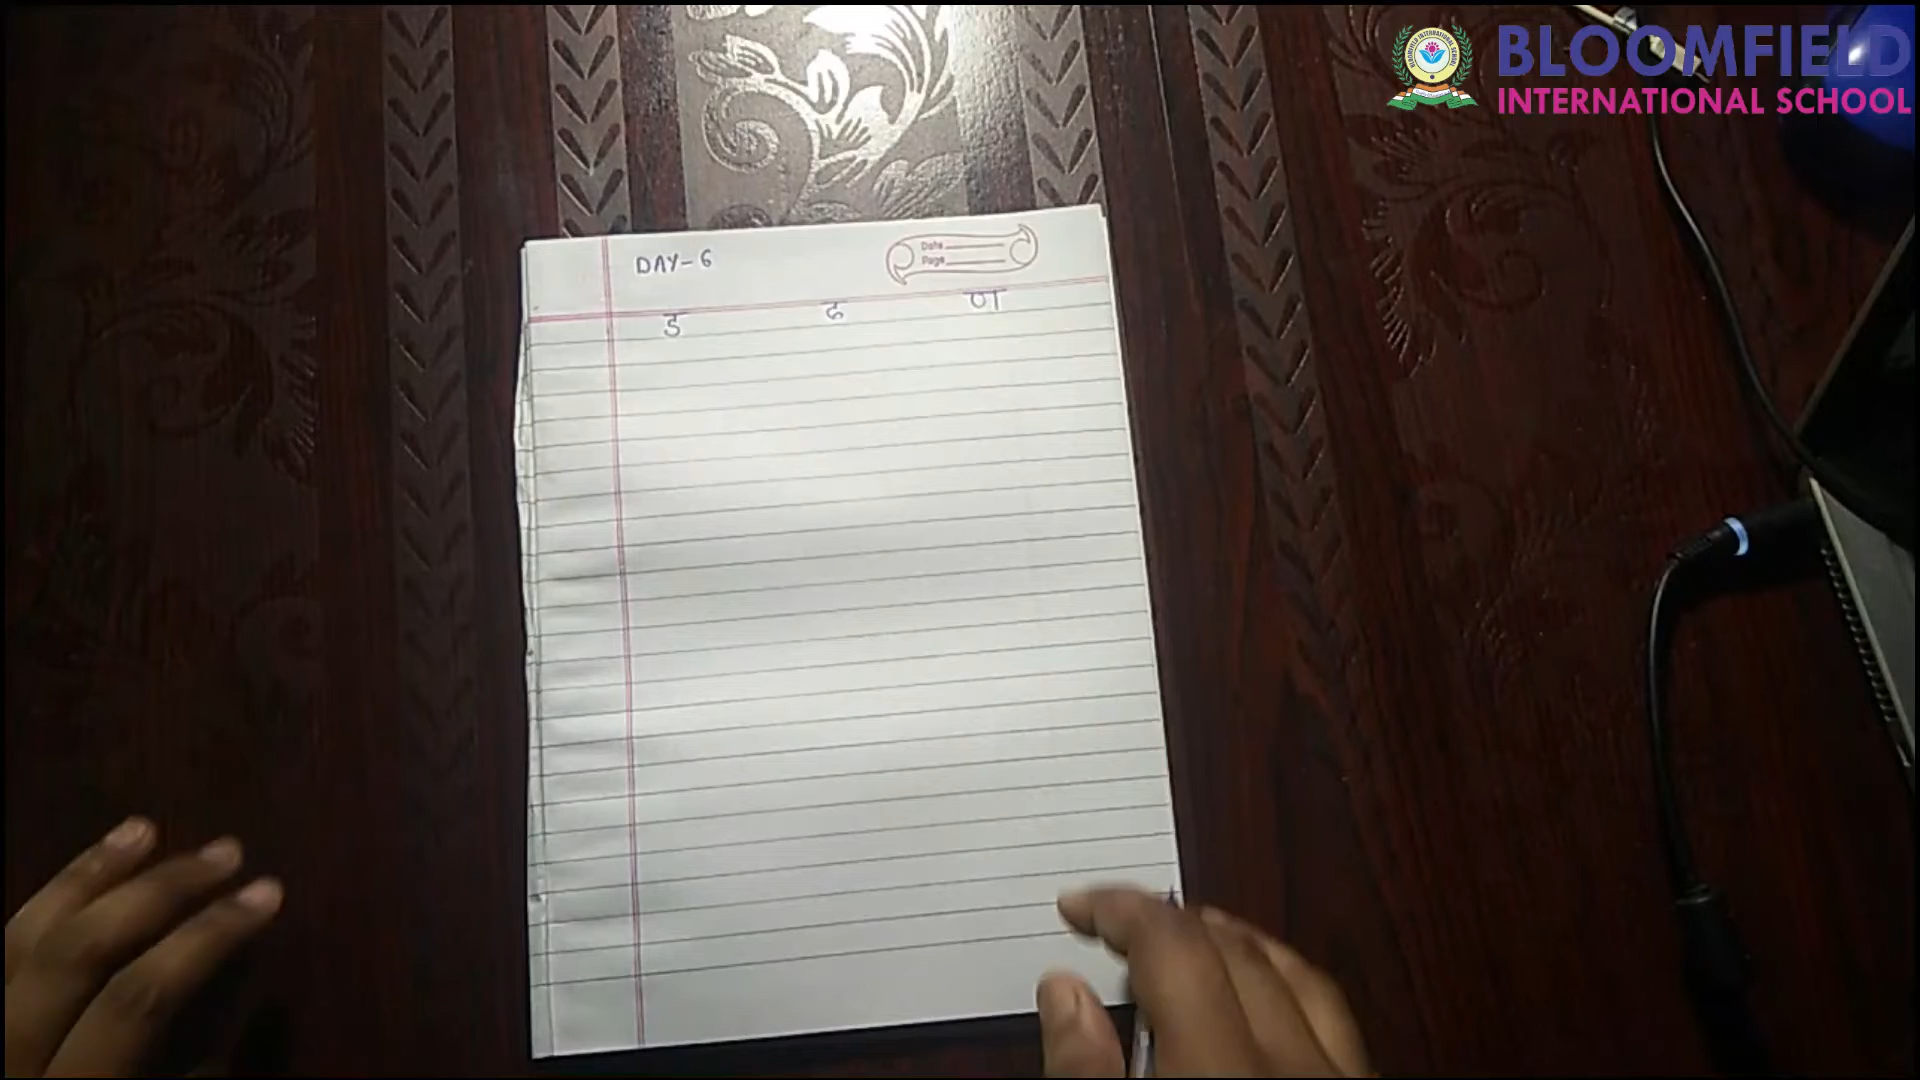 BLOOMFIELD
INTERNATIONAL SCHOOL
DAY-6
Date
Page
ड ढ ण